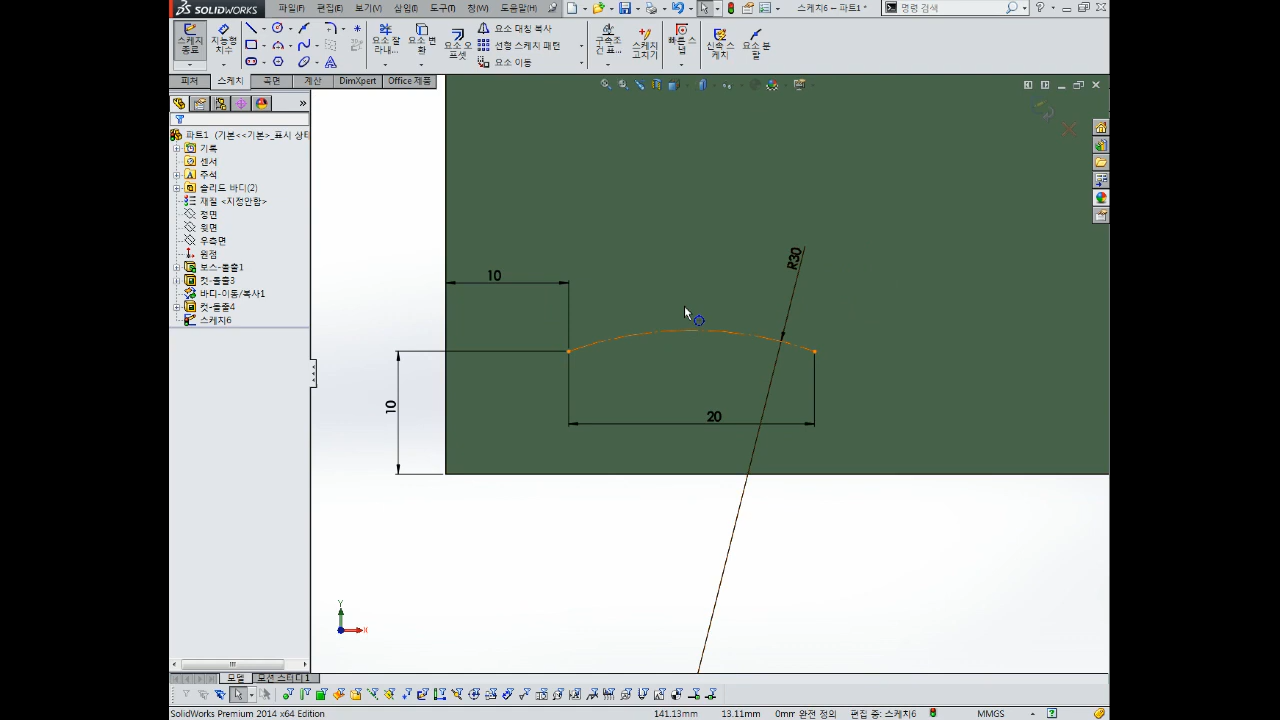 SOLIDWORKS 파일(F) 편집(E) 보기(V) 삽입(I) 도구(T) 창(W) 도움말(H) 스케치6 – 파트1 * 명령 검색
스케치 종료 지능형 치수 요소 잘라내... 요소 변환 요소 오프셋 요소 대칭 복사 구속조건 표... 스케치 고치기 빠른 스냅 신속 스케치 요소 분할
선형 스케치 패턴
요소 이동
피처 스케치 곡면 계산 DimXpert Office 제품
파트1 (기본<<기본>_표시 상태
기록
센서
주석
솔리드 바디(2)
재질 <지정안함>
정면
윗면
우측면
원점
보스-돌출1
컷-돌출3
바디-이동/복사1
컷-돌출4
스케치6
R30
10
10
20
Y
X
모델 모션 스터디1
SolidWorks Premium 2014 x64 Edition 141.13mm 13.11mm 0mm 완전 정의 편집 중: 스케치6 MMGS